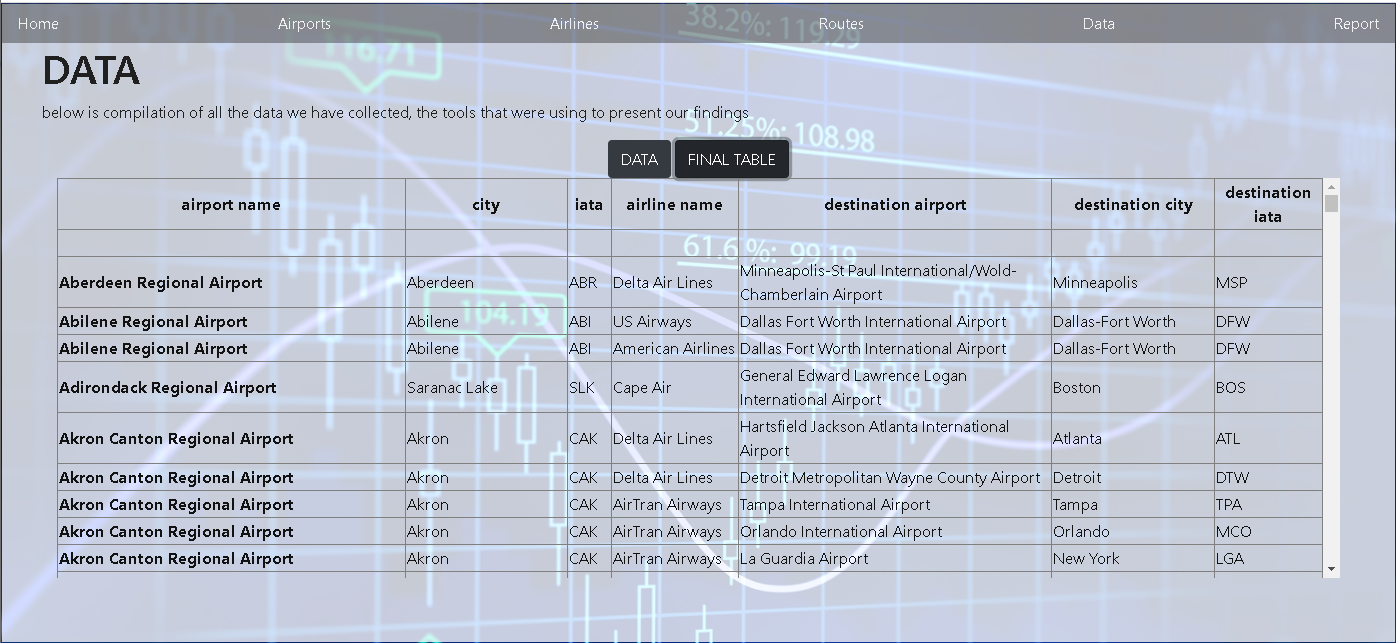 Home Airports Airlines Routes Data Report
38.2%: 119.29
116.71
DATA
below is compilation of all the data we have collected, the tools that were using to present our findings
51.25%: 108.98
DATA FINAL TABLE
airport name city iata airline name destination airport destination city destination iata
61.6 %: 99.19
Aberdeen Regional Airport Aberdeen ABR Delta Air Lines Minneapolis-St Paul International/Wold-Chamberlain Airport Minneapolis MSP
104.19
Abilene Regional Airport Abilene ABI US Airways Dallas Fort Worth International Airport Dallas-Fort Worth DFW
Abilene Regional Airport Abilene ABI American Airlines Dallas Fort Worth International Airport Dallas-Fort Worth DFW
Adirondack Regional Airport Saranac Lake SLK Cape Air General Edward Lawrence Logan International Airport Boston BOS
Akron Canton Regional Airport Akron CAK Delta Air Lines Hartsfield Jackson Atlanta International Airport Atlanta ATL
Akron Canton Regional Airport Akron CAK Delta Air Lines Detroit Metropolitan Wayne County Airport Detroit DTW
Akron Canton Regional Airport Akron CAK AirTran Airways Tampa International Airport Tampa TPA
Akron Canton Regional Airport Akron CAK AirTran Airways Orlando International Airport Orlando MCO
Akron Canton Regional Airport Akron CAK AirTran Airways La Guardia Airport New York LGA